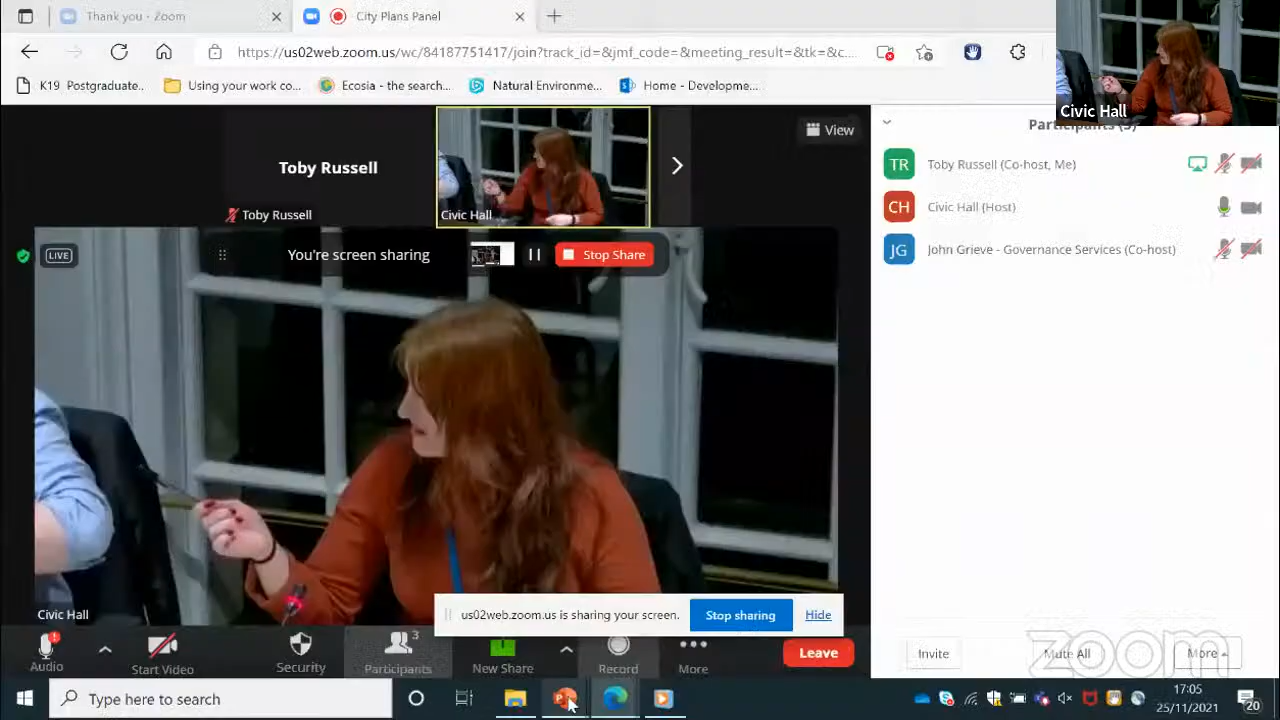 Thank you - Zoom
City Plans Panel
https://us02web.zoom.us/wc/84187751417/join?track_id=&jmf_code=&meeting_result=&tk=&c...
K19 Postgraduate..
Using your work co...
Ecosia - the search...
Natural Environme...
Home - Developme...
Civic Hall
Toby Russell
Toby Russell
Civic Hall
View
Participants (3)
TR Toby Russell (Co-host, Me)
CH Civic Hall (Host)
JG John Grieve - Governance Services (Co-host)
LIVE
You're screen sharing
Stop Share
Civic Hall
us02web.zoom.us is sharing your screen.
Stop sharing
Hide
Audio
Start Video
Security
Participants
3
New Share
Record
More
Leave
Invite
Mute All
More
zoom
Type here to search
17:05
25/11/2021
20